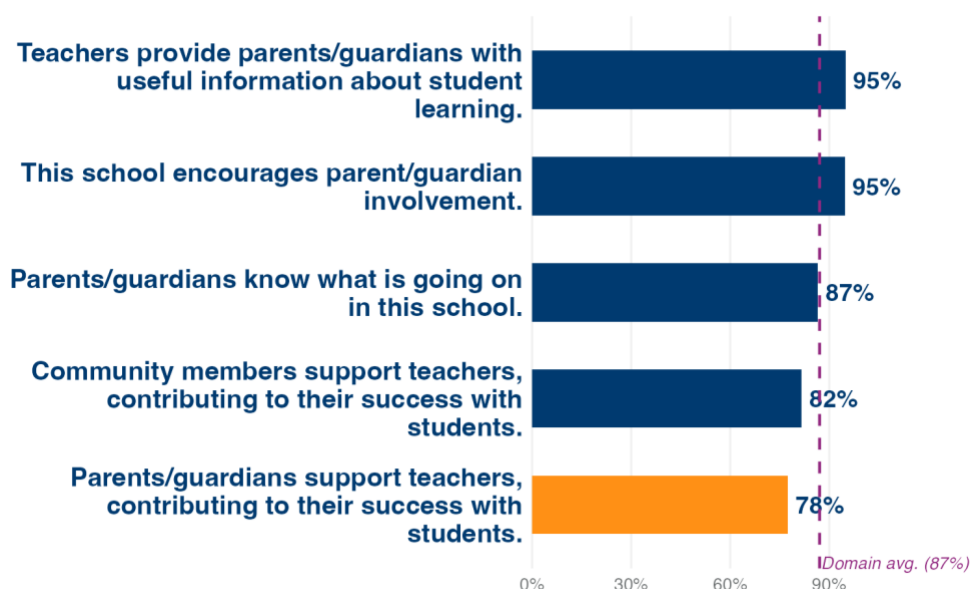 Teachers provide parents/guardians with
useful information about student
learning.
95%
This school encourages parent/guardian
involvement.
95%
Parents/guardians know what is going on
in this school.
87%
Community members support teachers,
contributing to their success with
students.
82%
Parents/guardians support teachers,
contributing to their success with
students.
78%
Domain avg. (87%)
0% 30% 60% 90%